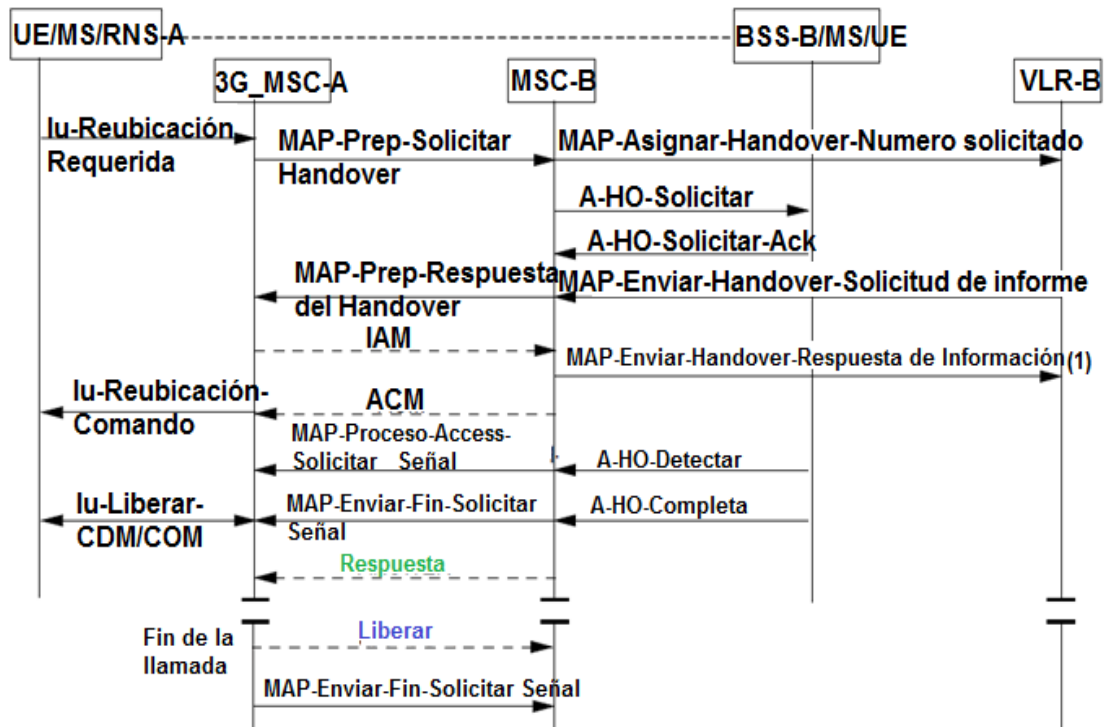 UE/MS/RNS-A
BSS-B/MS/UE
3G_MSC-A
MSC-B
VLR-B
Iu-Reubicación
Requerida
MAP-Prep-Solicitar
Handover
MAP-Asignar-Handover-Numero solicitado
A-HO-Solicitar
A-HO-Solicitar-Ack
MAP-Prep-Respuesta
del Handover
MAP-Enviar-Handover-Solicitud de informe
IAM
MAP-Enviar-Handover-Respuesta de Información(1)
Iu-Reubicación-
Comando
ACM
MAP-Proceso-Access-
Solicitar Señal
A-HO-Detectar
Iu-Liberar-
CDM/COM
MAP-Enviar-Fin-Solicitar
Señal
A-HO-Completa
Respuesta
Fin de la
llamada
Liberar
MAP-Enviar-Fin-Solicitar Señal